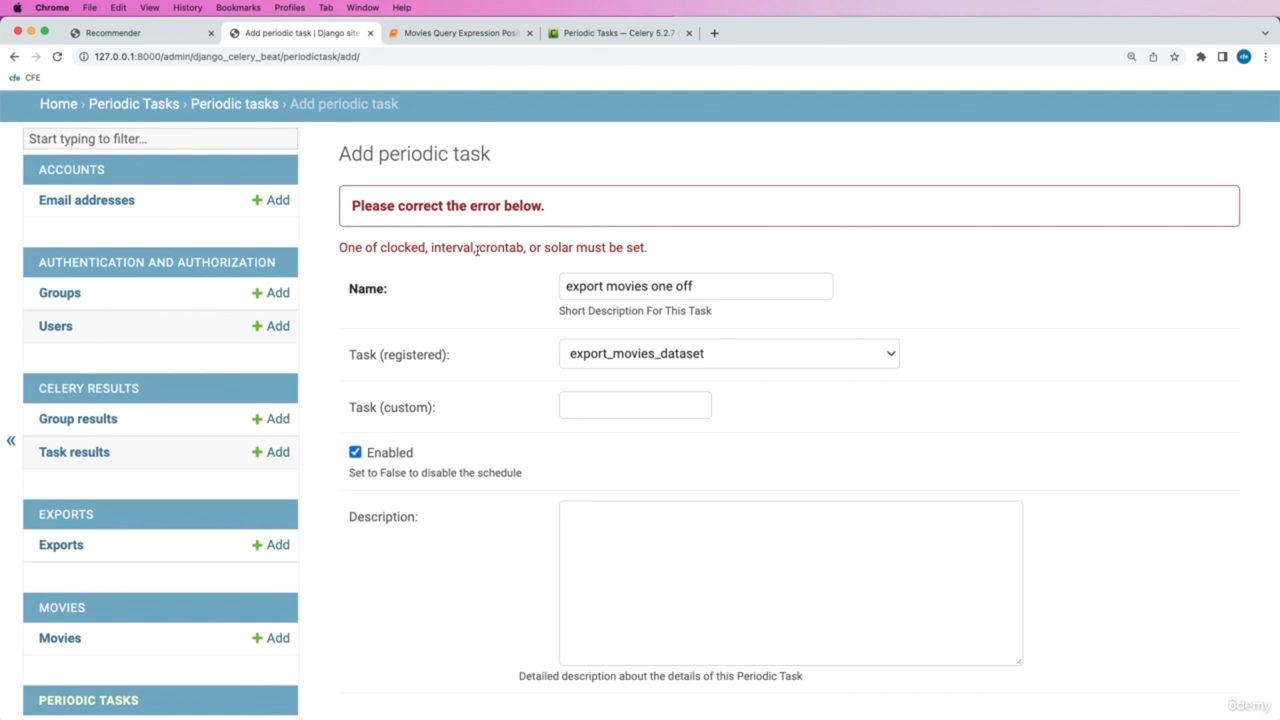 Chrome File Edit View History Bookmarks Profiles Tab Window Help
Recommender Add periodic task | Django site Movies Query Expression Posi Periodic Tasks — Celery 5.2.7
127.0.0.1:8000/admin/django_celery_beat/periodictask/add/
cfe CFE
Home › Periodic Tasks › Periodic tasks › Add periodic task
Start typing to filter...
ACCOUNTS
Email addresses + Add
AUTHENTICATION AND AUTHORIZATION
Groups + Add
Users + Add
CELERY RESULTS
Group results + Add
Task results + Add
EXPORTS
Exports + Add
MOVIES
Movies + Add
PERIODIC TASKS
«
Add periodic task
Please correct the error below.
One of clocked, interval, crontab, or solar must be set.
Name: export movies one off
Short Description For This Task
Task (registered): export_movies_dataset
Task (custom):
Enabled
Set to False to disable the schedule
Description:
Detailed description about the details of this Periodic Task
ûdemy